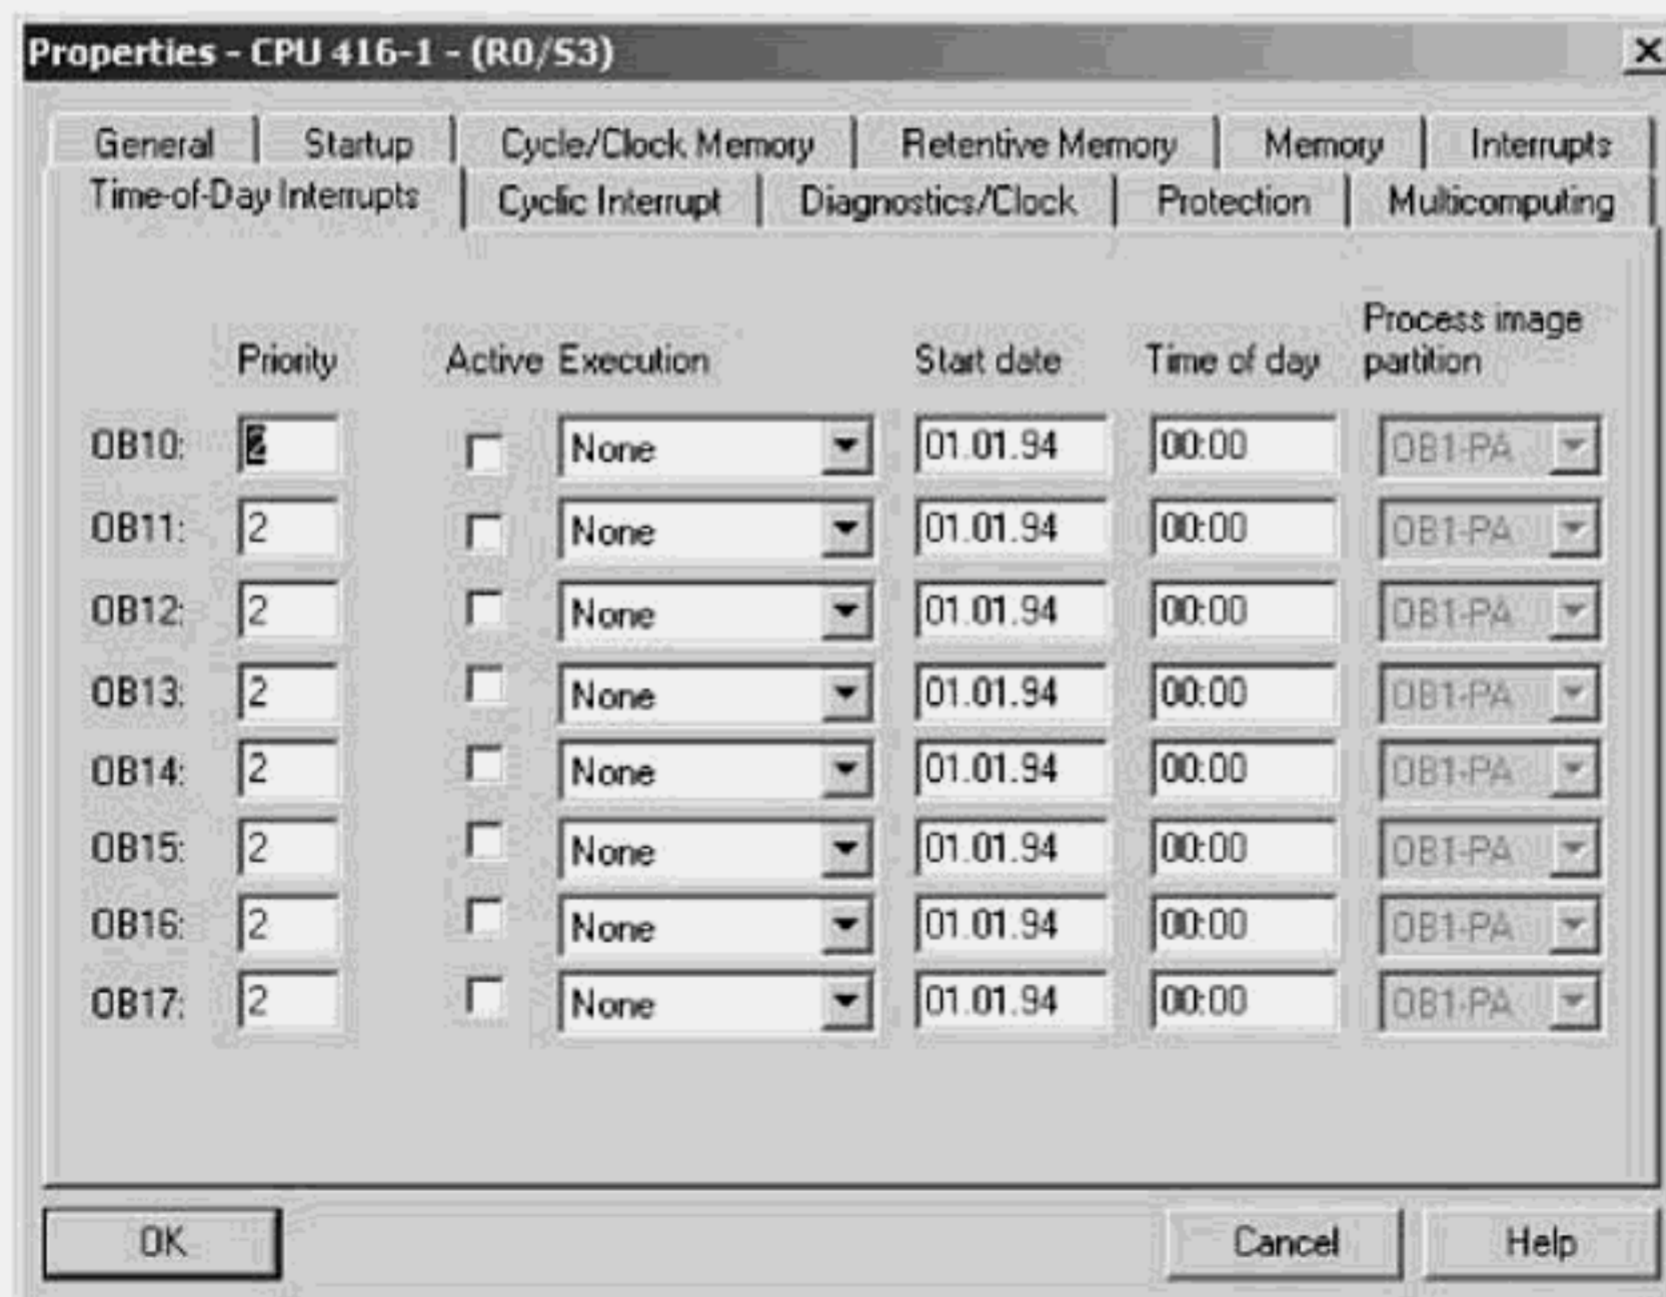 Properties - CPU 416-1 - (R0/S3)
General Startup Cycle/Clock Memory Retentive Memory Memory Interrupts
Time-of-Day Interrupts Cyclic Interrupt Diagnostics/Clock Protection Multicomputing
Priority Active Execution Start date Time of day Process image partition
OB10: 2 None 01.01.94 00:00 OB1-PA
OB11: 2 None 01.01.94 00:00 OB1-PA
OB12: 2 None 01.01.94 00:00 OB1-PA
OB13: 2 None 01.01.94 00:00 OB1-PA
OB14: 2 None 01.01.94 00:00 OB1-PA
OB15: 2 None 01.01.94 00:00 OB1-PA
OB16: 2 None 01.01.94 00:00 OB1-PA
OB17: 2 None 01.01.94 00:00 OB1-PA
OK Cancel Help